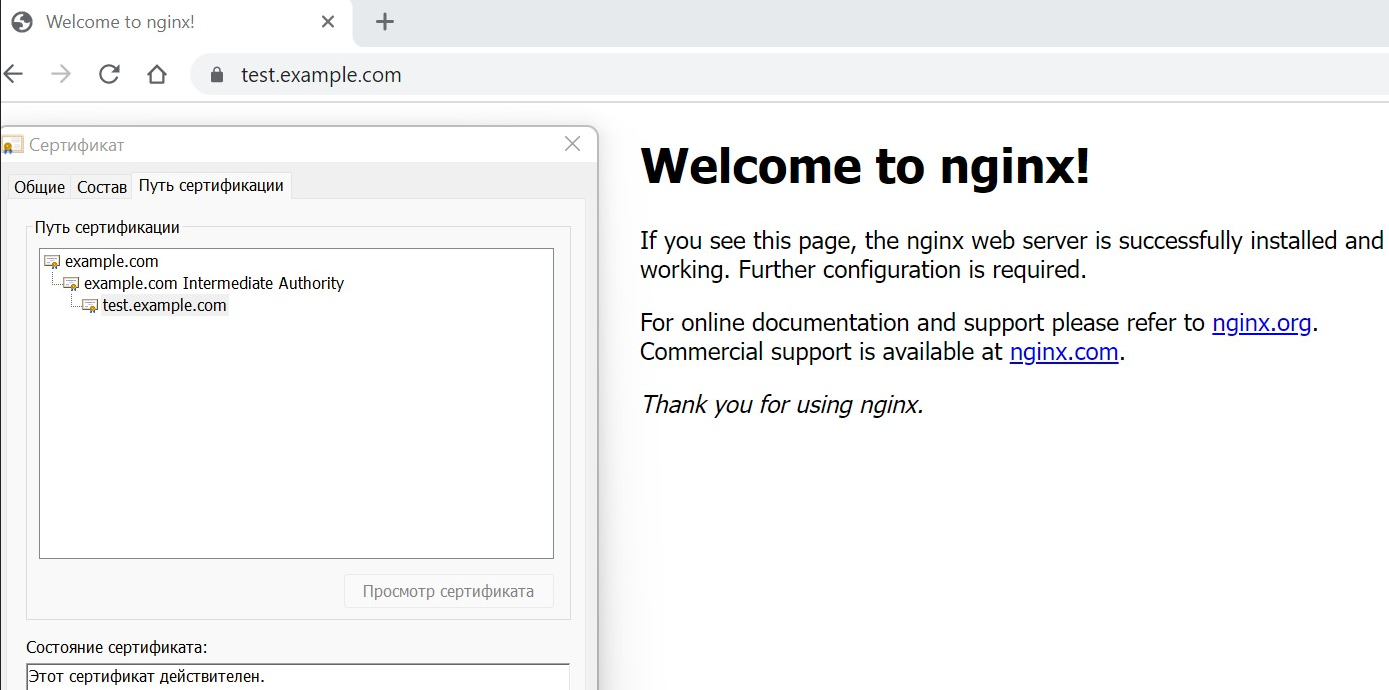 Welcome to nginx!
test.example.com
Сертификат
Общие Состав Путь сертификации
Путь сертификации
example.com
example.com Intermediate Authority
test.example.com
Просмотр сертификата
Состояние сертификата:
Этот сертификат действителен.
Welcome to nginx!
If you see this page, the nginx web server is successfully installed and
working. Further configuration is required.
For online documentation and support please refer to nginx.org.
Commercial support is available at nginx.com.
Thank you for using nginx.